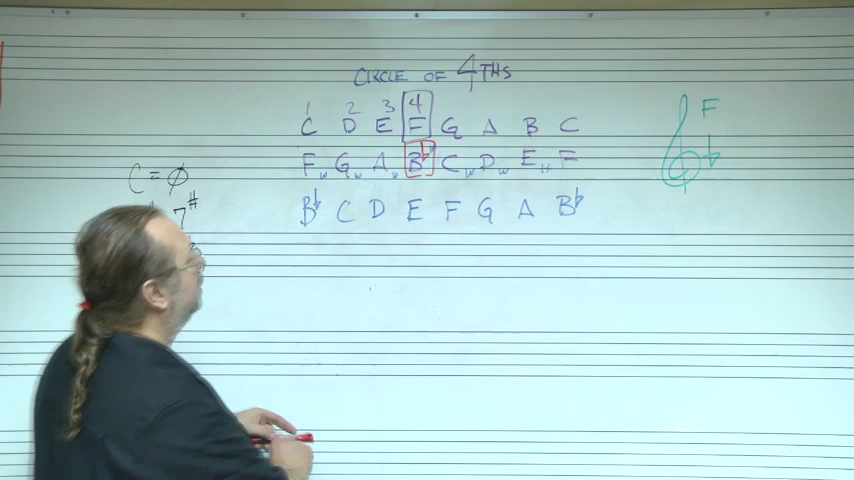 CIRCLE OF 4THS
1 2 3 4
C D E F G A B C
F W G W A W B♭ H C W D W E H F
B♭ C D E F G A B♭
C = Ø
7#
F
♭